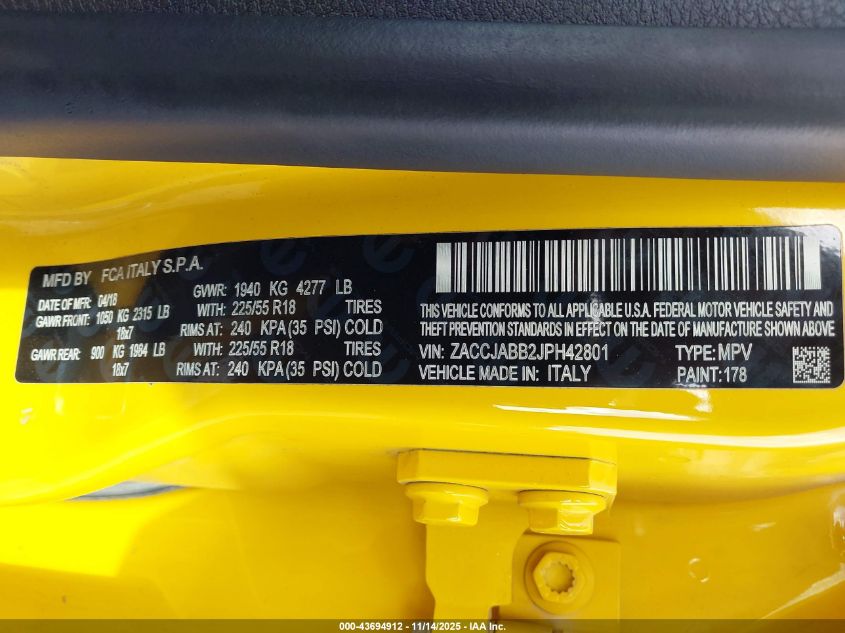 MFD BY FCA ITALY S.P.A.
DATE OF MFR: 04/18 GVWR: 1940 KG 4277 LB
GAWR FRONT: 1050 KG 2315 LB WITH: 225/55 R18 TIRES
18x7 RIMS AT: 240 KPA(35 PSI) COLD
GAWR REAR: 900 KG 1964 LB WITH: 225/55 R18 TIRES
18x7 RIMS AT: 240 KPA(35 PSI) COLD
THIS VEHICLE CONFORMS TO ALL APPLICABLE U.S.A. FEDERAL MOTOR VEHICLE SAFETY AND
THEFT PREVENTION STANDARDS IN EFFECT ON THE DATE OF MANUFACTURE SHOWN ABOVE.
VIN: ZACCJABB2JPH42801 TYPE: MPV
VEHICLE MADE IN: ITALY PAINT:178
000-43694912 - 11/14/2025 - IAA Inc.